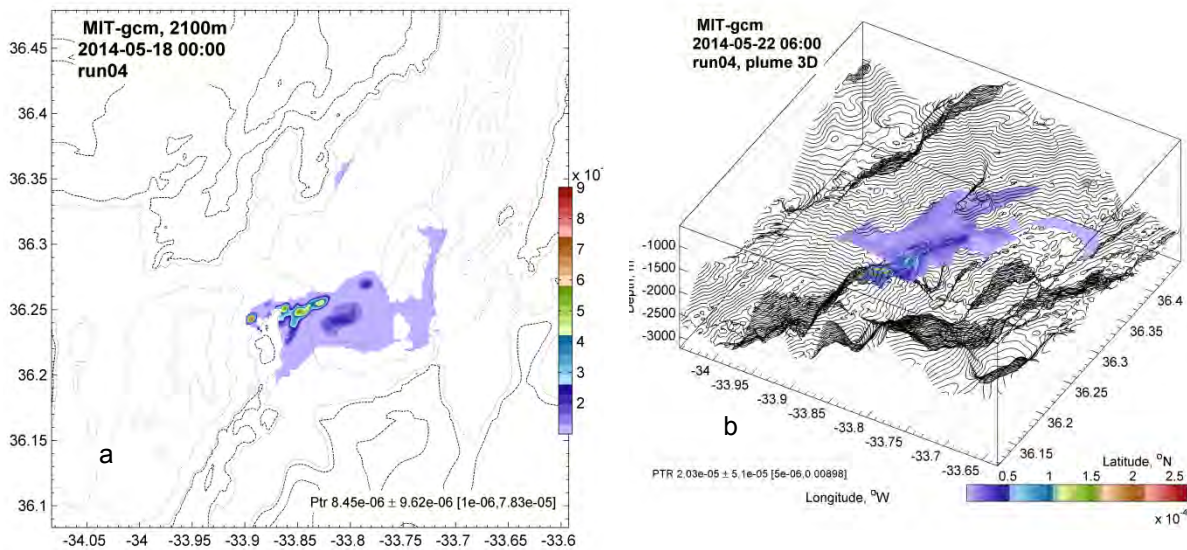 MIT-gcm, 2100m
2014-05-18 00:00
run04
36.45
36.4
36.35
36.3
36.25
36.2
36.15
36.1
-34.05 -34 -33.95 -33.9 -33.85 -33.8 -33.75 -33.7 -33.65 -33.6
a
Ptr 8.45e-06 ± 9.62e-06 [1e-06,7.83e-05]
x 10
9
8
7
6
5
4
3
2
MIT-gcm
2014-05-22 06:00
run04, plume 3D
-1000
-1500
-2000
-2500
-3000
Depth, m
-34
-33.95
-33.9
-33.85
-33.8
-33.75
-33.7
-33.65
36.4
36.35
36.3
36.25
36.2
36.15
b
PTR 2.03e-05 ± 5.1e-05 [5e-06,0.00898]
Longitude, °W
Latitude, °N
0.5 1 1.5 2 2.5
x 10